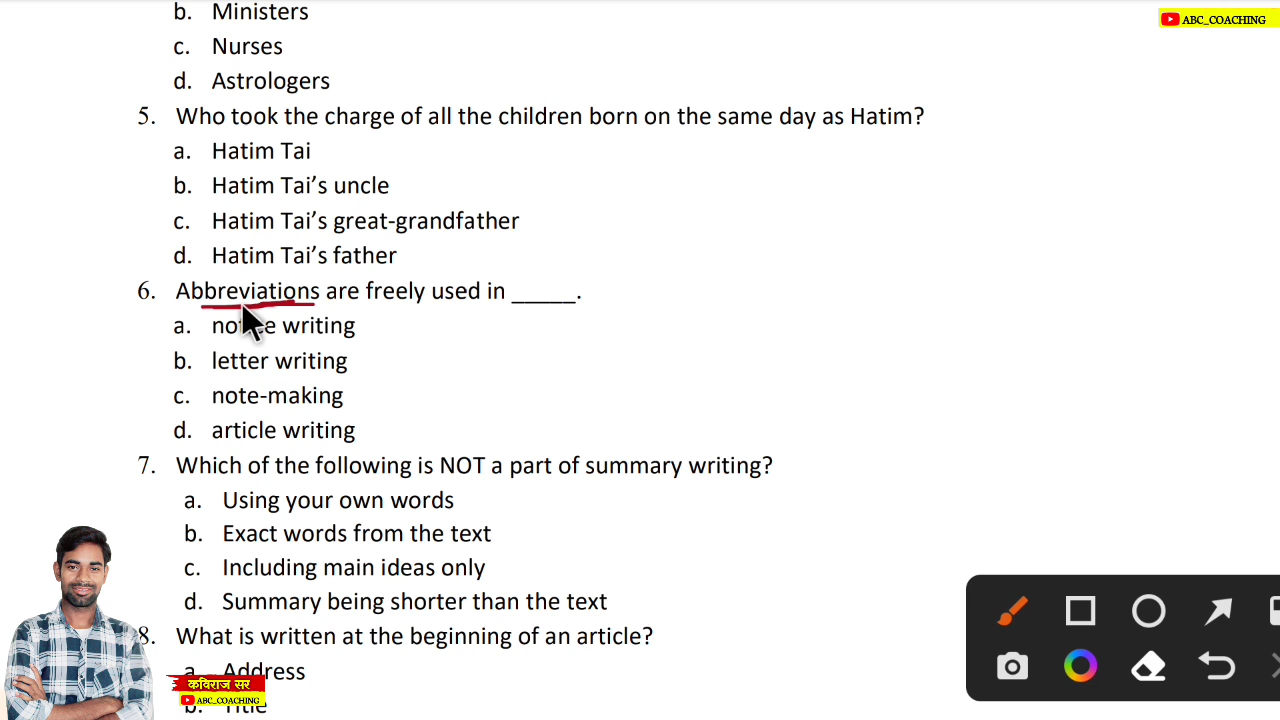 b. Ministers
ABC_COACHING
c. Nurses
d. Astrologers
5. Who took the charge of all the children born on the same day as Hatim?
a. Hatim Tai
b. Hatim Tai’s uncle
c. Hatim Tai’s great-grandfather
d. Hatim Tai’s father
6. Abbreviations are freely used in _____.
a. writing
b. letter writing
c. note-making
d. article writing
7. Which of the following is NOT a part of summary writing?
a. Using your own words
b. Exact words from the text
c. Including main ideas only
d. Summary being shorter than the text
8. What is written at the beginning of an article?
a. Address
कविराज सर
ABC_COACHING
b. Title